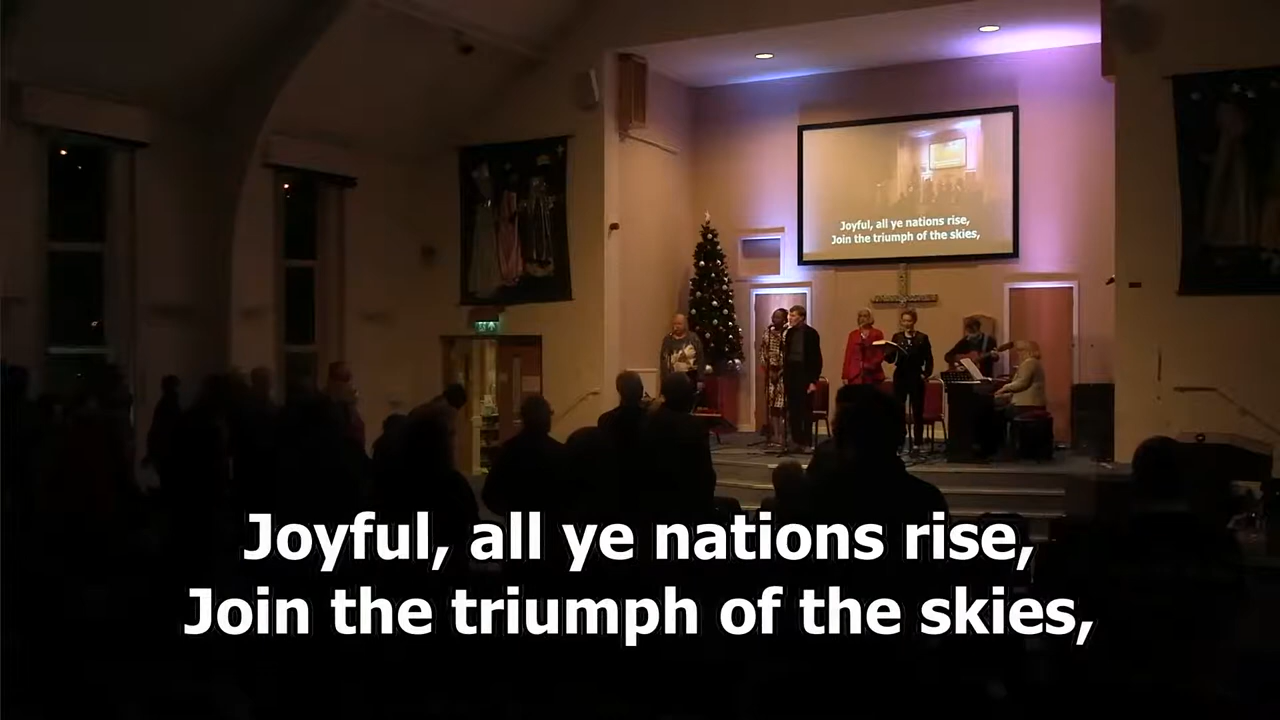 Joyful, all ye nations rise,
Join the triumph of the skies,
Joyful, all ye nations rise,
Join the triumph of the skies,